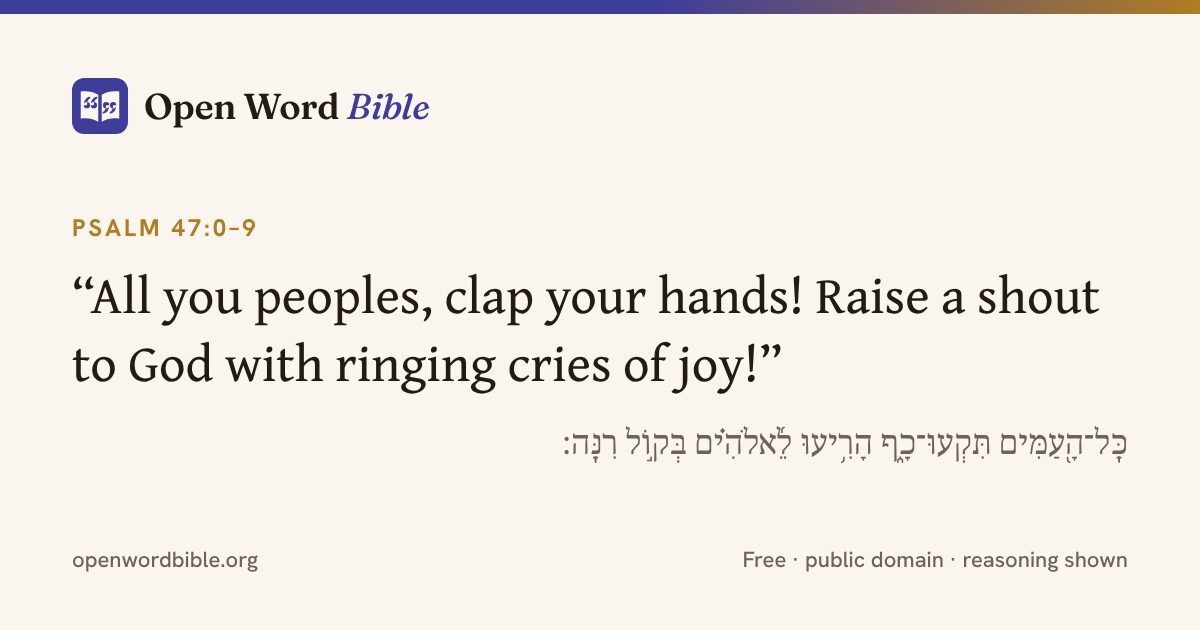 Open Word Bible
PSALM 47:0–9
“All you peoples, clap your hands! Raise a shout
to God with ringing cries of joy!”
כׇּֽל־הָ֭עַמִּים תִּקְעוּ־כָ֑ף הָרִ֥יעוּ לֵ֝אלֹהִ֗ים בְּק֣וֹל רִנָּֽה׃
openwordbible.org
Free · public domain · reasoning shown